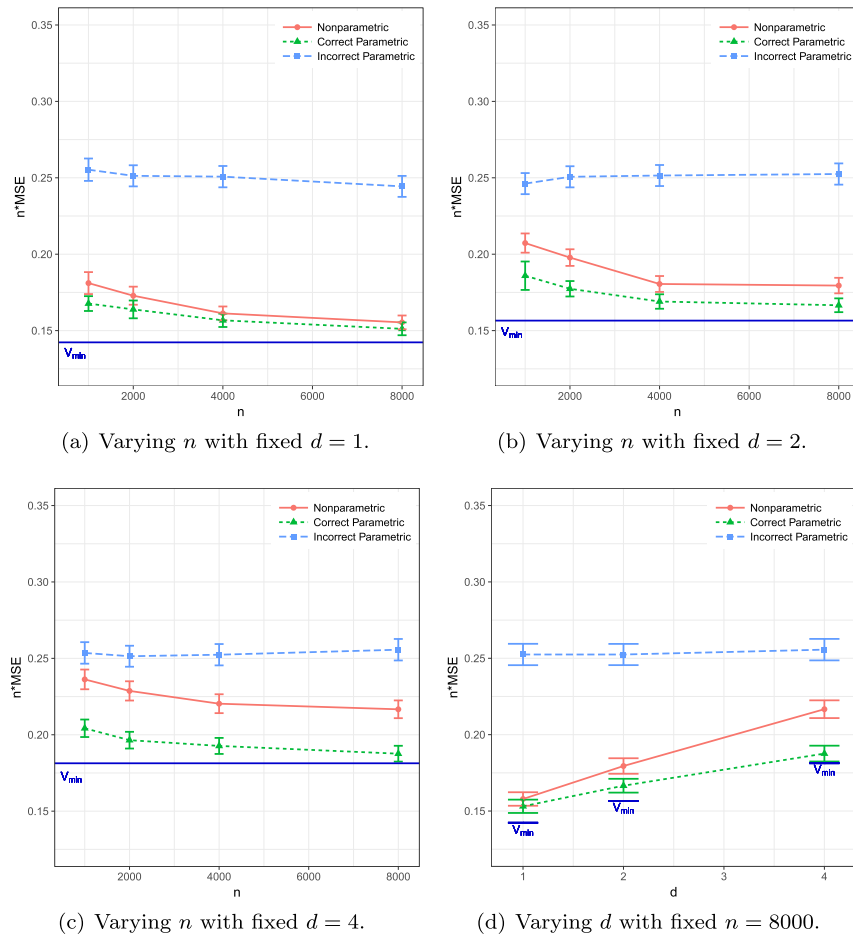 Nonparametric
Correct Parametric
Incorrect Parametric
0.35
0.30
0.25
0.20
0.15
n*MSE
V_min
2000 4000 6000 8000
n
(a) Varying n with fixed d = 1.
Nonparametric
Correct Parametric
Incorrect Parametric
0.35
0.30
0.25
0.20
0.15
n*MSE
V_min
0 2000 4000 6000 8000
n
(b) Varying n with fixed d = 2.
Nonparametric
Correct Parametric
Incorrect Parametric
0.35
0.30
0.25
0.20
0.15
n*MSE
V_min
2000 4000 6000 8000
n
(c) Varying n with fixed d = 4.
Nonparametric
Correct Parametric
Incorrect Parametric
0.35
0.30
0.25
0.20
0.15
n*MSE
V_min
V_min
V_min
1 2 3 4
d
(d) Varying d with fixed n = 8000.